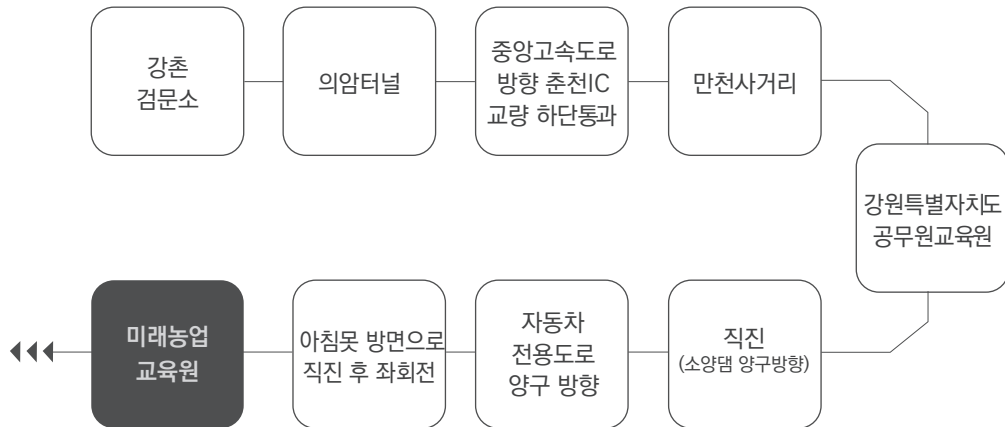 강촌
검문소
의암터널
중앙고속도로
방향 춘천IC
교량 하단통과
만천사거리
강원특별자치도
공무원교육원
직진
(소양댐 양구방향)
자동차
전용도로
양구 방향
아침못 방면으로
직진 후 좌회전
미래농업
교육원